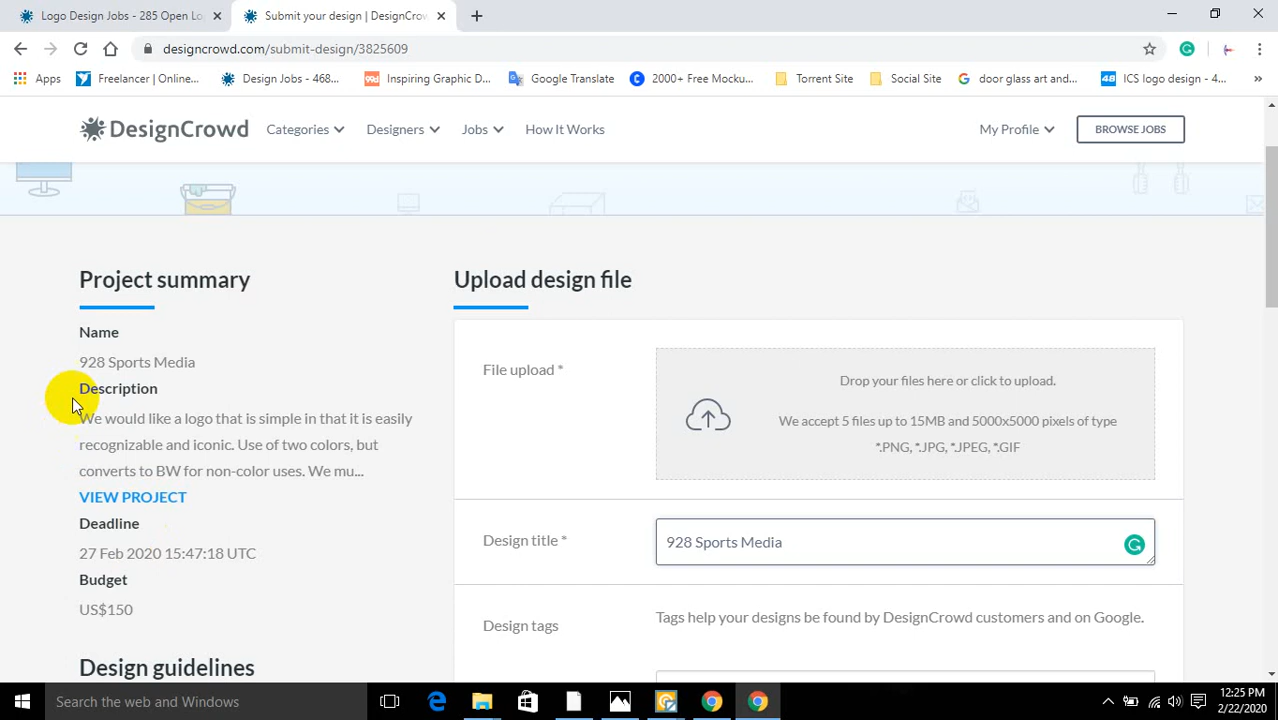 Logo Design Jobs - 285 Open Lo
Submit your design | DesignCrow
designcrowd.com/submit-design/3825609
Apps
Freelancer | Online...
Design Jobs - 468...
Inspiring Graphic D...
Google Translate
2000+ Free Mocku...
Torrent Site
Social Site
door glass art and...
ICS logo design - 4...
DesignCrowd
Categories
Designers
Jobs
How It Works
My Profile
BROWSE JOBS
Project summary
Name
928 Sports Media
Description
We would like a logo that is simple in that it is easily
recognizable and iconic. Use of two colors, but
converts to BW for non-color uses. We mu...
VIEW PROJECT
Deadline
27 Feb 2020 15:47:18 UTC
Budget
US$150
Design guidelines
Upload design file
File upload *
Drop your files here or click to upload.
We accept 5 files up to 15MB and 5000x5000 pixels of type
*.PNG, *.JPG, *.JPEG, *.GIF
Design title *
928 Sports Media
Design tags
Tags help your designs be found by DesignCrowd customers and on Google.
Search the web and Windows
12:25 PM
2/22/2020